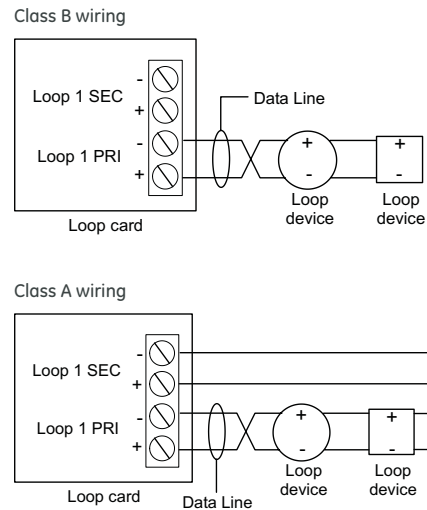 Class B wiring
-
Loop 1 SEC
+
Data Line
-
+
+
Loop 1 PRI
+
-
-
Loop device
Loop device
Loop card
Class A wiring
-
Loop 1 SEC
+
-
+
+
Loop 1 PRI
+
-
-
Loop device
Loop device
Loop card
Data Line